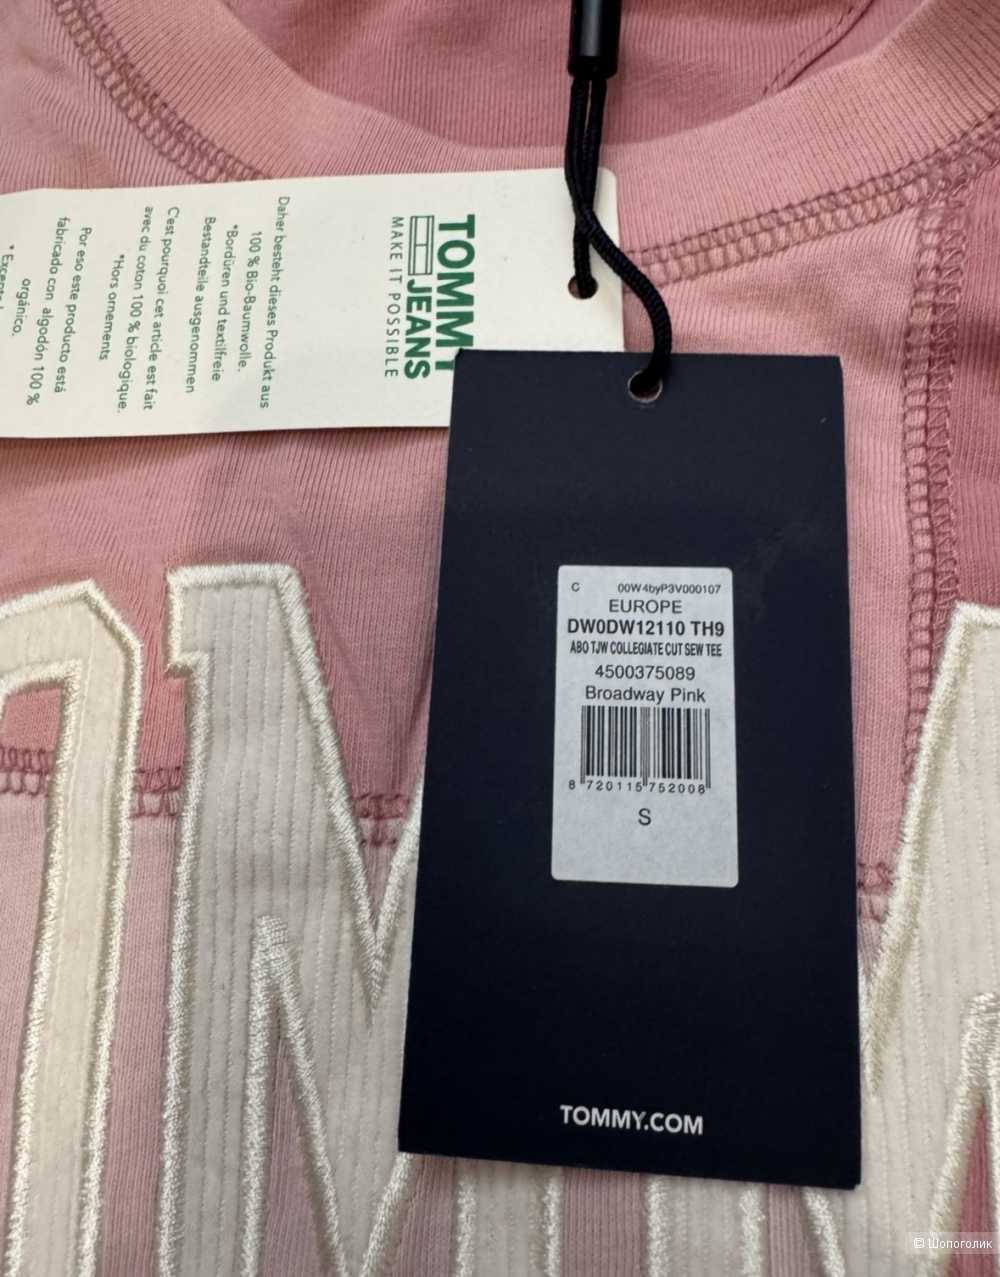 TOMMY
JEANS
MAKE IT POSSIBLE
Daher besteht dieses Produkt aus
100 % Bio-Baumwolle.
*Bordüren und textilfreie
Bestandteile ausgenommen
C'est pourquoi cet article est fait
avec du coton 100 % biologique.
*Hors ornements
Por eso este producto está
fabricado con algodón 100 %
orgánico.
C 00W4byP3V000107
EUROPE
DW0DW12110 TH9
ABO TJW COLLEGIATE CUT SEW TEE
4500375089
Broadway Pink
8 720115 752008
S
TOMMY.COM
© Шопоголик